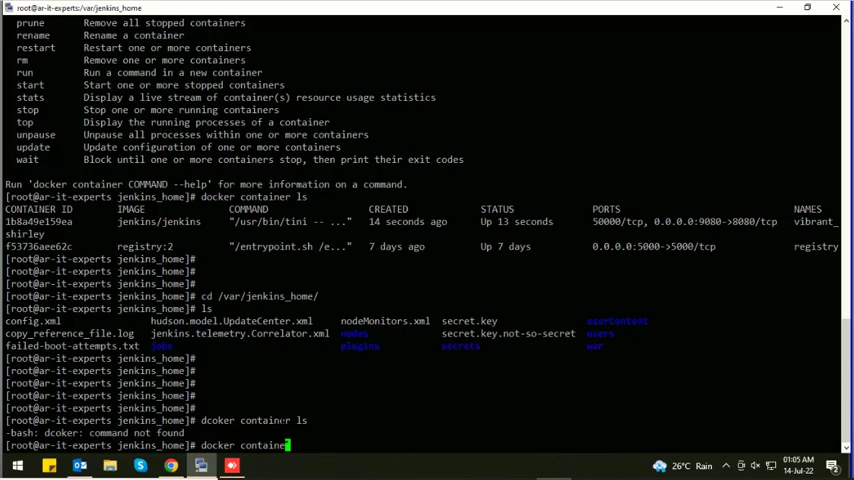 root@ar-it-experts:/var/jenkins_home
prune Remove all stopped containers
rename Rename a container
restart Restart one or more containers
rm Remove one or more containers
run Run a command in a new container
start Start one or more stopped containers
stats Display a live stream of container(s) resource usage statistics
stop Stop one or more running containers
top Display the running processes of a container
unpause Unpause all processes within one or more containers
update Update configuration of one or more containers
wait Block until one or more containers stop, then print their exit codes
Run 'docker container COMMAND --help' for more information on a command.
[root@ar-it-experts jenkins_home]# docker container ls
CONTAINER ID IMAGE COMMAND CREATED STATUS PORTS NAMES
1b8a49e159ea jenkins/jenkins "/usr/bin/tini -- ..." 14 seconds ago Up 13 seconds 50000/tcp, 0.0.0.0:9080->8080/tcp vibrant_
shirley
f53736aee62c registry:2 "/entrypoint.sh /e..." 7 days ago Up 7 days 0.0.0.0:5000->5000/tcp registry
[root@ar-it-experts jenkins_home]#
[root@ar-it-experts jenkins_home]#
[root@ar-it-experts jenkins_home]#
[root@ar-it-experts jenkins_home]# cd /var/jenkins_home/
[root@ar-it-experts jenkins_home]# ls
config.xml hudson.model.UpdateCenter.xml nodeMonitors.xml secret.key userContent
copy_reference_file.log jenkins.telemetry.Correlator.xml nodes secret.key.not-so-secret users
failed-boot-attempts.txt jobs plugins secrets war
[root@ar-it-experts jenkins_home]#
[root@ar-it-experts jenkins_home]#
[root@ar-it-experts jenkins_home]#
[root@ar-it-experts jenkins_home]#
[root@ar-it-experts jenkins_home]#
[root@ar-it-experts jenkins_home]# dcoker container ls
-bash: dcoker: command not found
[root@ar-it-experts jenkins_home]# docker container
26°C Rain
01:05 AM
14-Jul-22
2